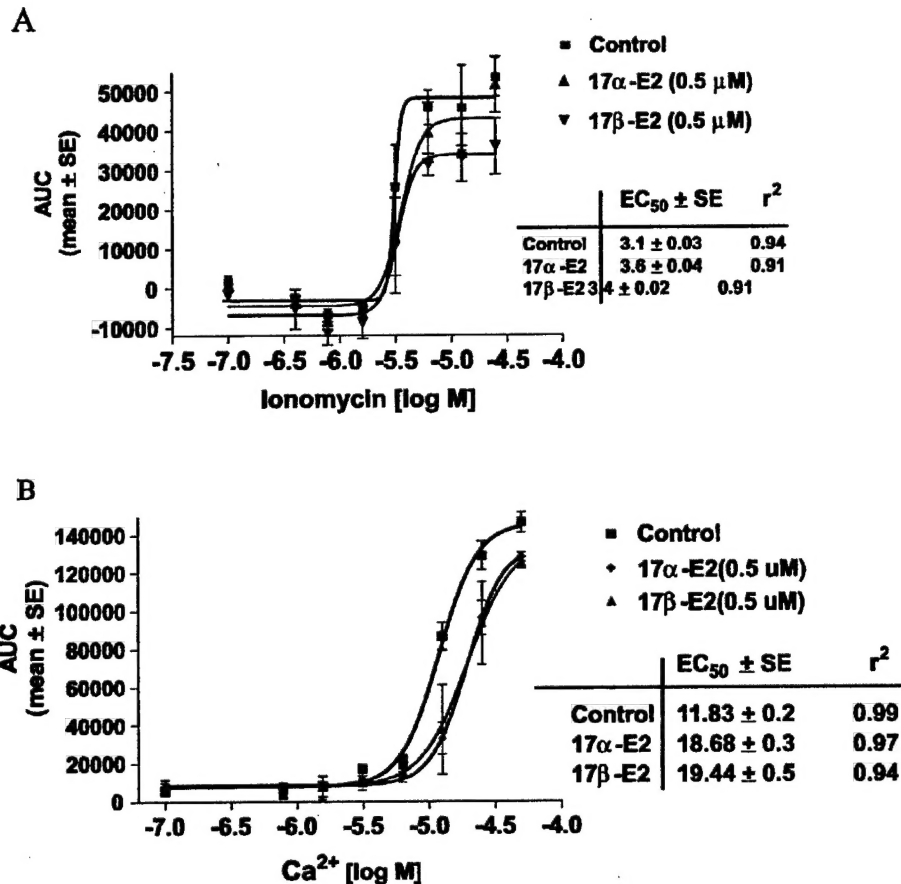 A
Control
17α-E2 (0.5 μM)
17β-E2 (0.5 μM)
AUC
(mean ± SE)
50000
40000
30000
20000
10000
0
-10000
-7.5 -7.0 -6.5 -6.0 -5.5 -5.0 -4.5 -4.0
Ionomycin [log M]
EC50 ± SE r2
Control 3.1 ± 0.03 0.94
17α-E2 3.6 ± 0.04 0.91
17β-E2 3.4 ± 0.02 0.91
B
Control
17α-E2(0.5 uM)
17β-E2(0.5 uM)
AUC
(mean ± SE)
140000
120000
100000
80000
60000
40000
20000
0
-7.0 -6.5 -6.0 -5.5 -5.0 -4.5 -4.0
Ca2+ [log M]
EC50 ± SE r2
Control 11.83 ± 0.2 0.99
17α-E2 18.68 ± 0.3 0.97
17β-E2 19.44 ± 0.5 0.94